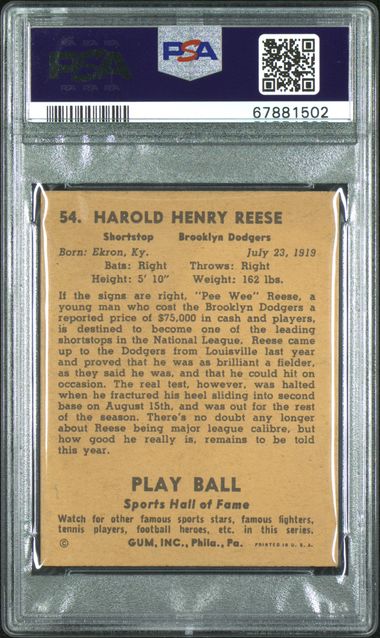 PSA
PSA
67881502
54. HAROLD HENRY REESE
Shortstop Brooklyn Dodgers
Born: Ekron, Ky. July 23, 1919
Bats: Right Throws: Right
Height: 5' 10" Weight: 162 lbs.
If the signs are right, "Pee Wee" Reese, a
young man who cost the Brooklyn Dodgers a
reported price of $75,000 in cash and players,
is destined to become one of the leading
shortstops in the National League. Reese came
up to the Dodgers from Louisville last year
and proved that he was as brilliant a fielder,
as they said he was, and that he could hit on
occasion. The real test, however, was halted
when he fractured his heel sliding into second
base on August 15th, and was out for the rest
of the season. There's no doubt any longer
about Reese being major league calibre, but
how good he really is, remains to be told
this year.
PLAY BALL
Sports Hall of Fame
Watch for other famous sports stars, famous fighters,
tennis players, football heroes, etc. in this series.
© GUM, INC., Phila., Pa. PRINTED IN U. S. A.